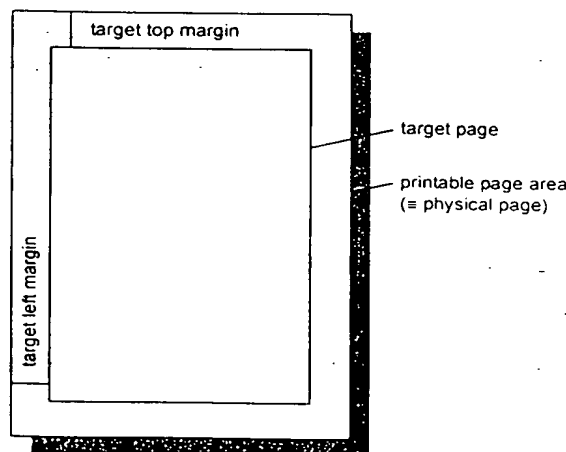 target top margin
target page
printable page area
(≡ physical page)
target left margin